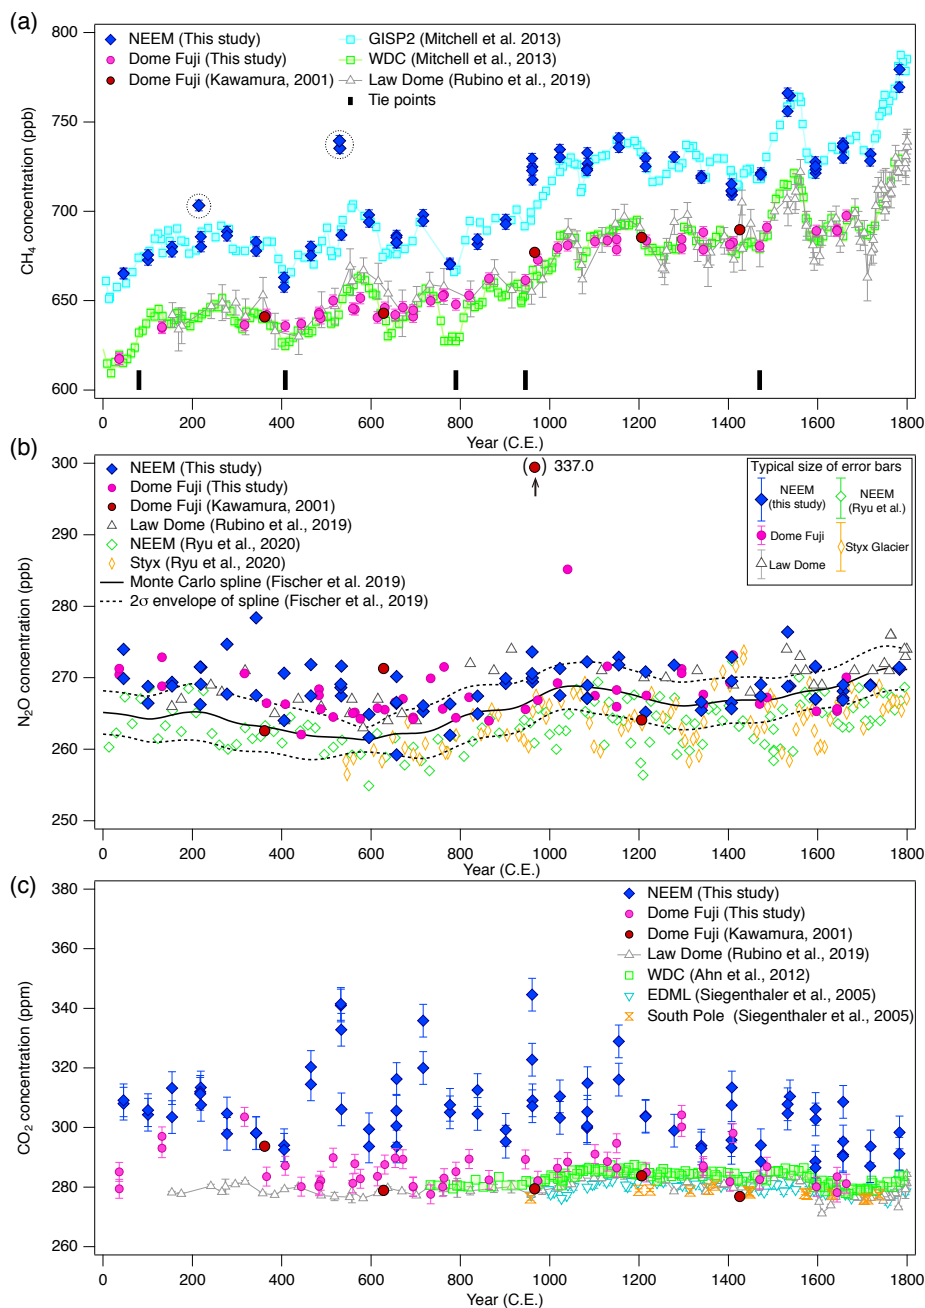 (a)
800
750
700
650
600
CH4 concentration (ppb)
NEEM (This study)
Dome Fuji (This study)
Dome Fuji (Kawamura, 2001)
GISP2 (Mitchell et al. 2013)
WDC (Mitchell et al., 2013)
Law Dome (Rubino et al., 2019)
Tie points
0 200 400 600 800 1000 1200 1400 1600 1800
Year (C.E.)
(b)
300
290
280
270
260
250
N2O concentration (ppb)
NEEM (This study)
Dome Fuji (This study)
Dome Fuji (Kawamura, 2001)
Law Dome (Rubino et al., 2019)
NEEM (Ryu et al., 2020)
Styx (Ryu et al., 2020)
Monte Carlo spline (Fischer et al. 2019)
2σ envelope of spline (Fischer et al., 2019)
( ) 337.0
Typical size of error bars
NEEM
(this study)
NEEM
(Ryu et al.)
Dome Fuji
Styx Glacier
Law Dome
0 200 400 600 800 1000 1200 1400 1600 1800
Year (C.E.)
(c)
380
360
340
320
300
280
260
CO2 concentration (ppm)
NEEM (This study)
Dome Fuji (This study)
Dome Fuji (Kawamura, 2001)
Law Dome (Rubino et al., 2019)
WDC (Ahn et al., 2012)
EDML (Siegenthaler et al., 2005)
South Pole (Siegenthaler et al., 2005)
0 200 400 600 800 1000 1200 1400 1600 1800
Year (C.E.)